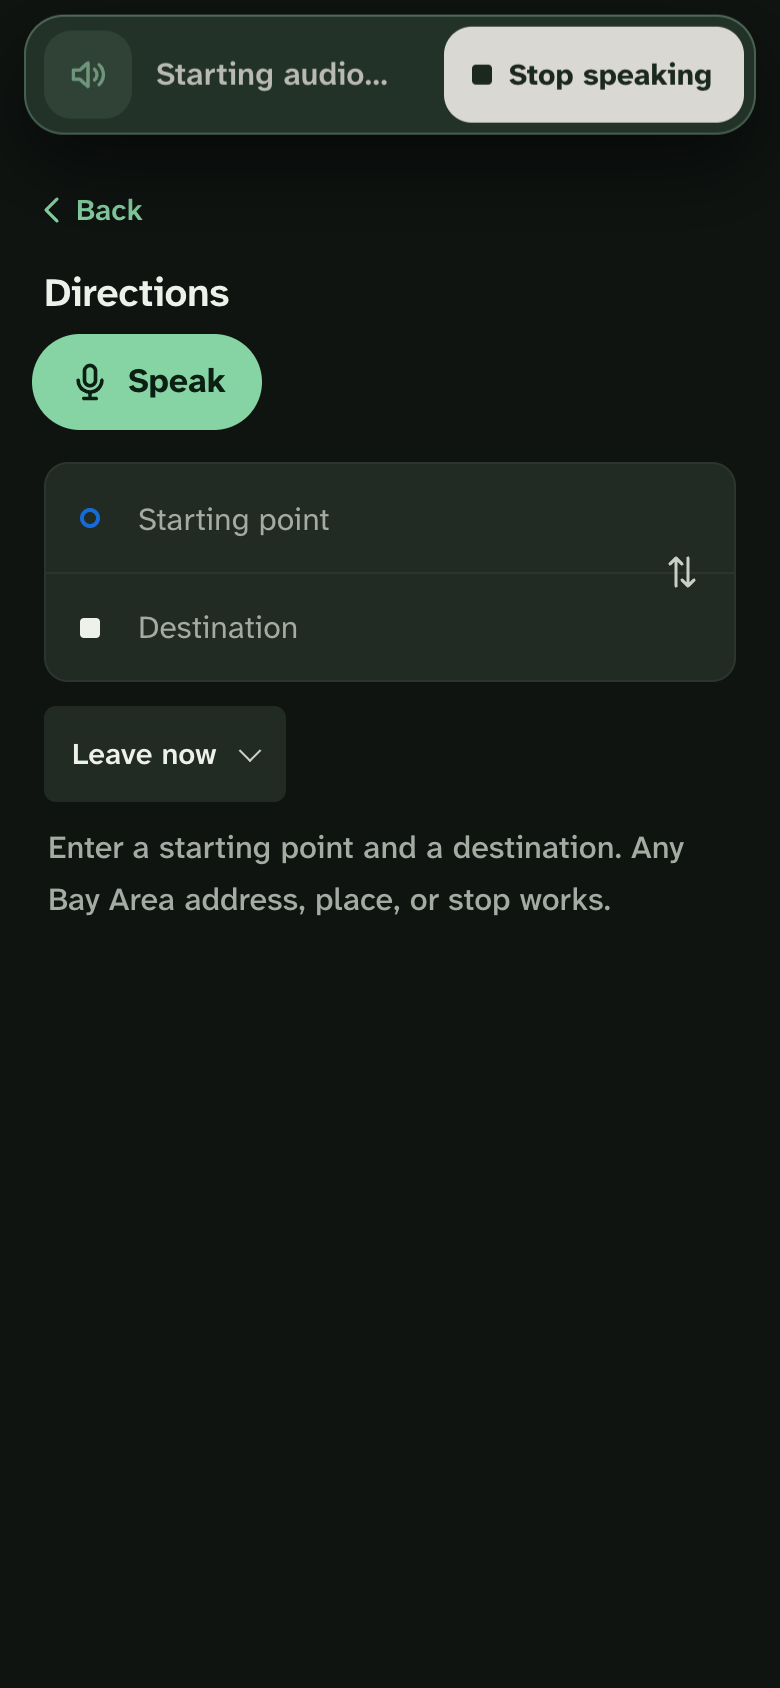 Starting audio...
Stop speaking
Back
Directions
Speak
Starting point
Destination
Leave now
Enter a starting point and a destination. Any
Bay Area address, place, or stop works.